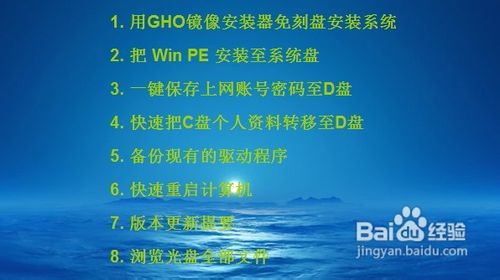 1. 用GHO镜像安装器免刻盘安装系统
2. 把 Win PE 安装至系统盘
3. 一键保存上网账号密码至D盘
4. 快速把C盘个人资料转移至D盘
5. 备份现有的驱动程序
6. 快速重启计算机
7. 版本更新提要
8. 浏览光盘全部文件
Baidu 经验
jingyan.baidu.com